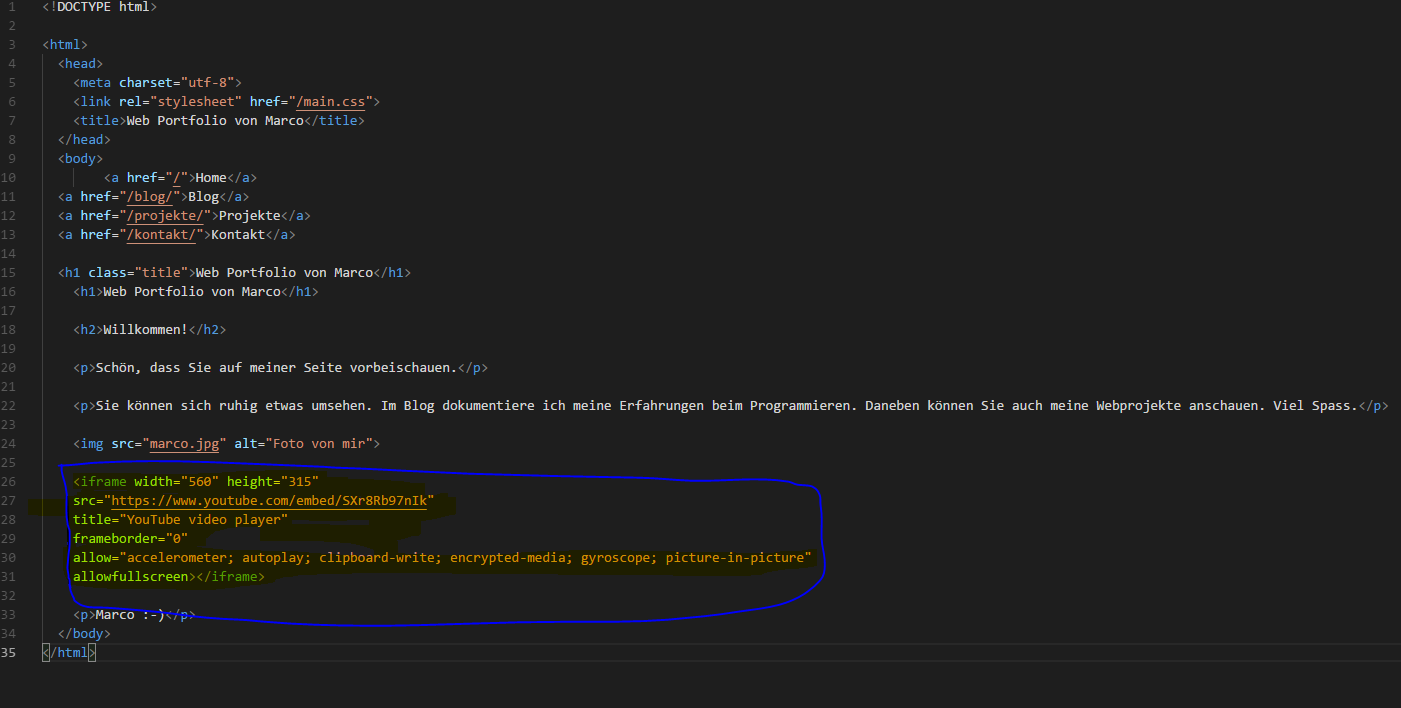 1 <!DOCTYPE html>
2
3 <html>
4 <head>
5 <meta charset="utf-8">
6 <link rel="stylesheet" href="/main.css">
7 <title>Web Portfolio von Marco</title>
8 </head>
9 <body>
10 <a href="/">Home</a>
11 <a href="/blog/">Blog</a>
12 <a href="/projekte/">Projekte</a>
13 <a href="/kontakt/">Kontakt</a>
14
15 <h1 class="title">Web Portfolio von Marco</h1>
16 <h1>Web Portfolio von Marco</h1>
17
18 <h2>Willkommen!</h2>
19
20 <p>Schön, dass Sie auf meiner Seite vorbeischauen.</p>
21
22 <p>Sie können sich ruhig etwas umsehen. Im Blog dokumentiere ich meine Erfahrungen beim Programmieren. Daneben können Sie auch meine Webprojekte anschauen. Viel Spass.</p>
23
24 <img src="marco.jpg" alt="Foto von mir">
25
26 <iframe width="560" height="315"
27 src="https://www.youtube.com/embed/SXr8Rb97nIk"
28 title="YouTube video player"
29 frameborder="0"
30 allow="accelerometer; autoplay; clipboard-write; encrypted-media; gyroscope; picture-in-picture"
31 allowfullscreen></iframe>
32
33 <p>Marco :-)</p>
34 </body>
35 </html>